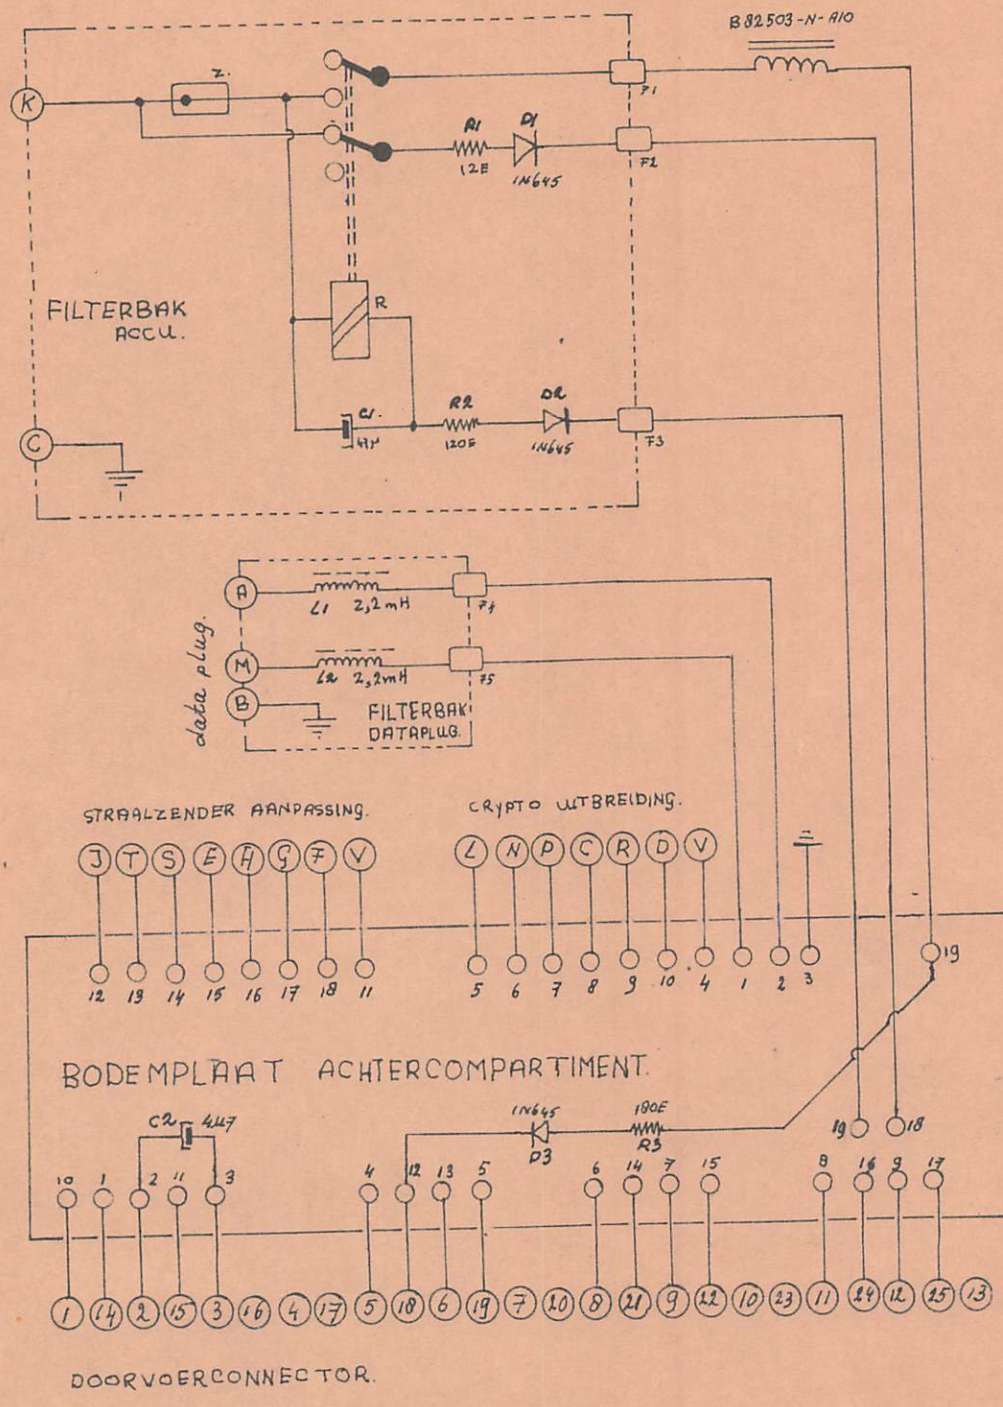 B82503-N-A10
K
Z.
F1
R1
D1
12E
1N645
F2
FILTERBAK
ACCU.
R
C1.
47µ
R2
120E
D2
1N645
F3
C
A
L1 2,2mH
F4
data plug.
M
L2 2,2mH
F5
B
FILTERBAK
DATAPLUG.
STRAALZENDER AANPASSING.
CRYPTO UITBREIDING.
J T S E H G F V
L N P C R D V
12 13 14 15 16 17 18 11
5 6 7 8 9 10 4 1 2 3
19
BODEMPLAAT ACHTERCOMPARTIMENT.
C2 4µ7
1N645
D3
180E
R3
19 18
10 1 2 11 3
4 12 13 5
6 14 7 15
8 16 9 17
1 14 2 15 3 16 4 17 5 18 6 19 7 20 8 21 9 22 10 23 11 24 12 25 13
DOORVOERCONNECTOR.